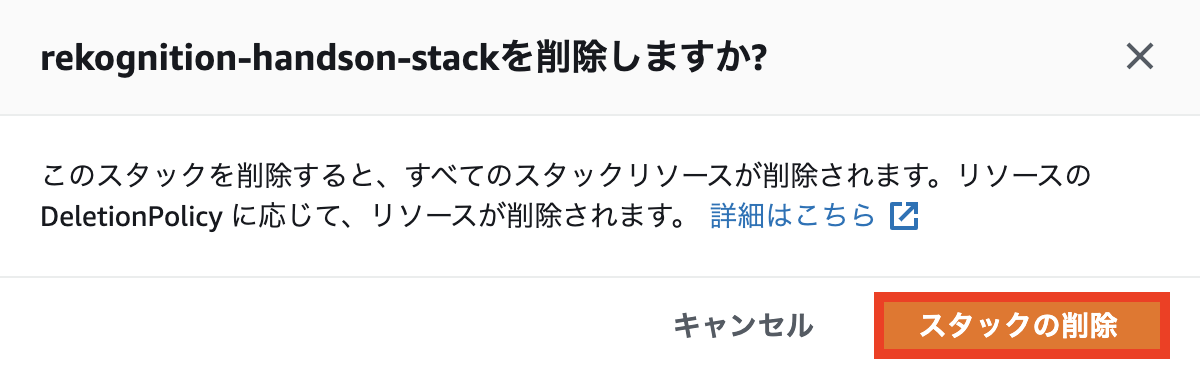 rekognition-handson-stackを削除しますか?
このスタックを削除すると、すべてのスタックリソースが削除されます。リソースの
DeletionPolicy に応じて、リソースが削除されます。 詳細はこちら
キャンセル
スタックの削除